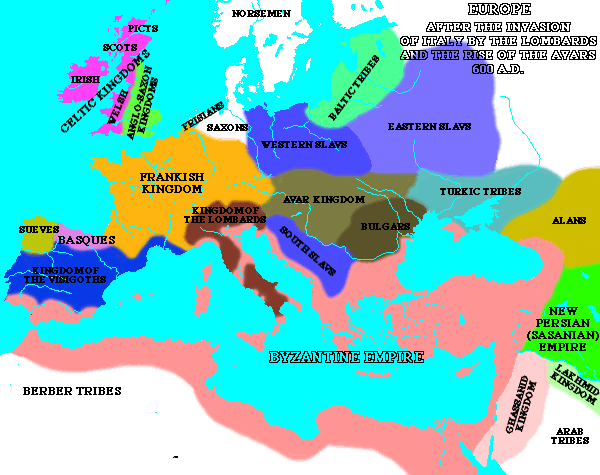 EUROPE
AFTER THE INVASION
OF ITALY BY THE LOMBARDS
AND THE RISE OF THE AVARS
600 A.D.
NORSEMEN
PICTS
SCOTS
IRISH
CELTIC KINGDOMS
WELSH
ANGLO-SAXON
KINGDOMS
FRISIANS
SAXONS
BALTIC TRIBES
WESTERN SLAVS
EASTERN SLAVS
FRANKISH
KINGDOM
AVAR KINGDOM
TURKIC TRIBES
KINGDOM OF
THE LOMBARDS
BULGARS
ALANS
SUEVES
BASQUES
SOUTH SLAVS
KINGDOM OF
THE VISIGOTHS
NEW
PERSIAN
(SASANIAN)
EMPIRE
BYZANTINE EMPIRE
BERBER TRIBES
GHASSANID
KINGDOM
LAKHMID
KINGDOM
ARAB
TRIBES